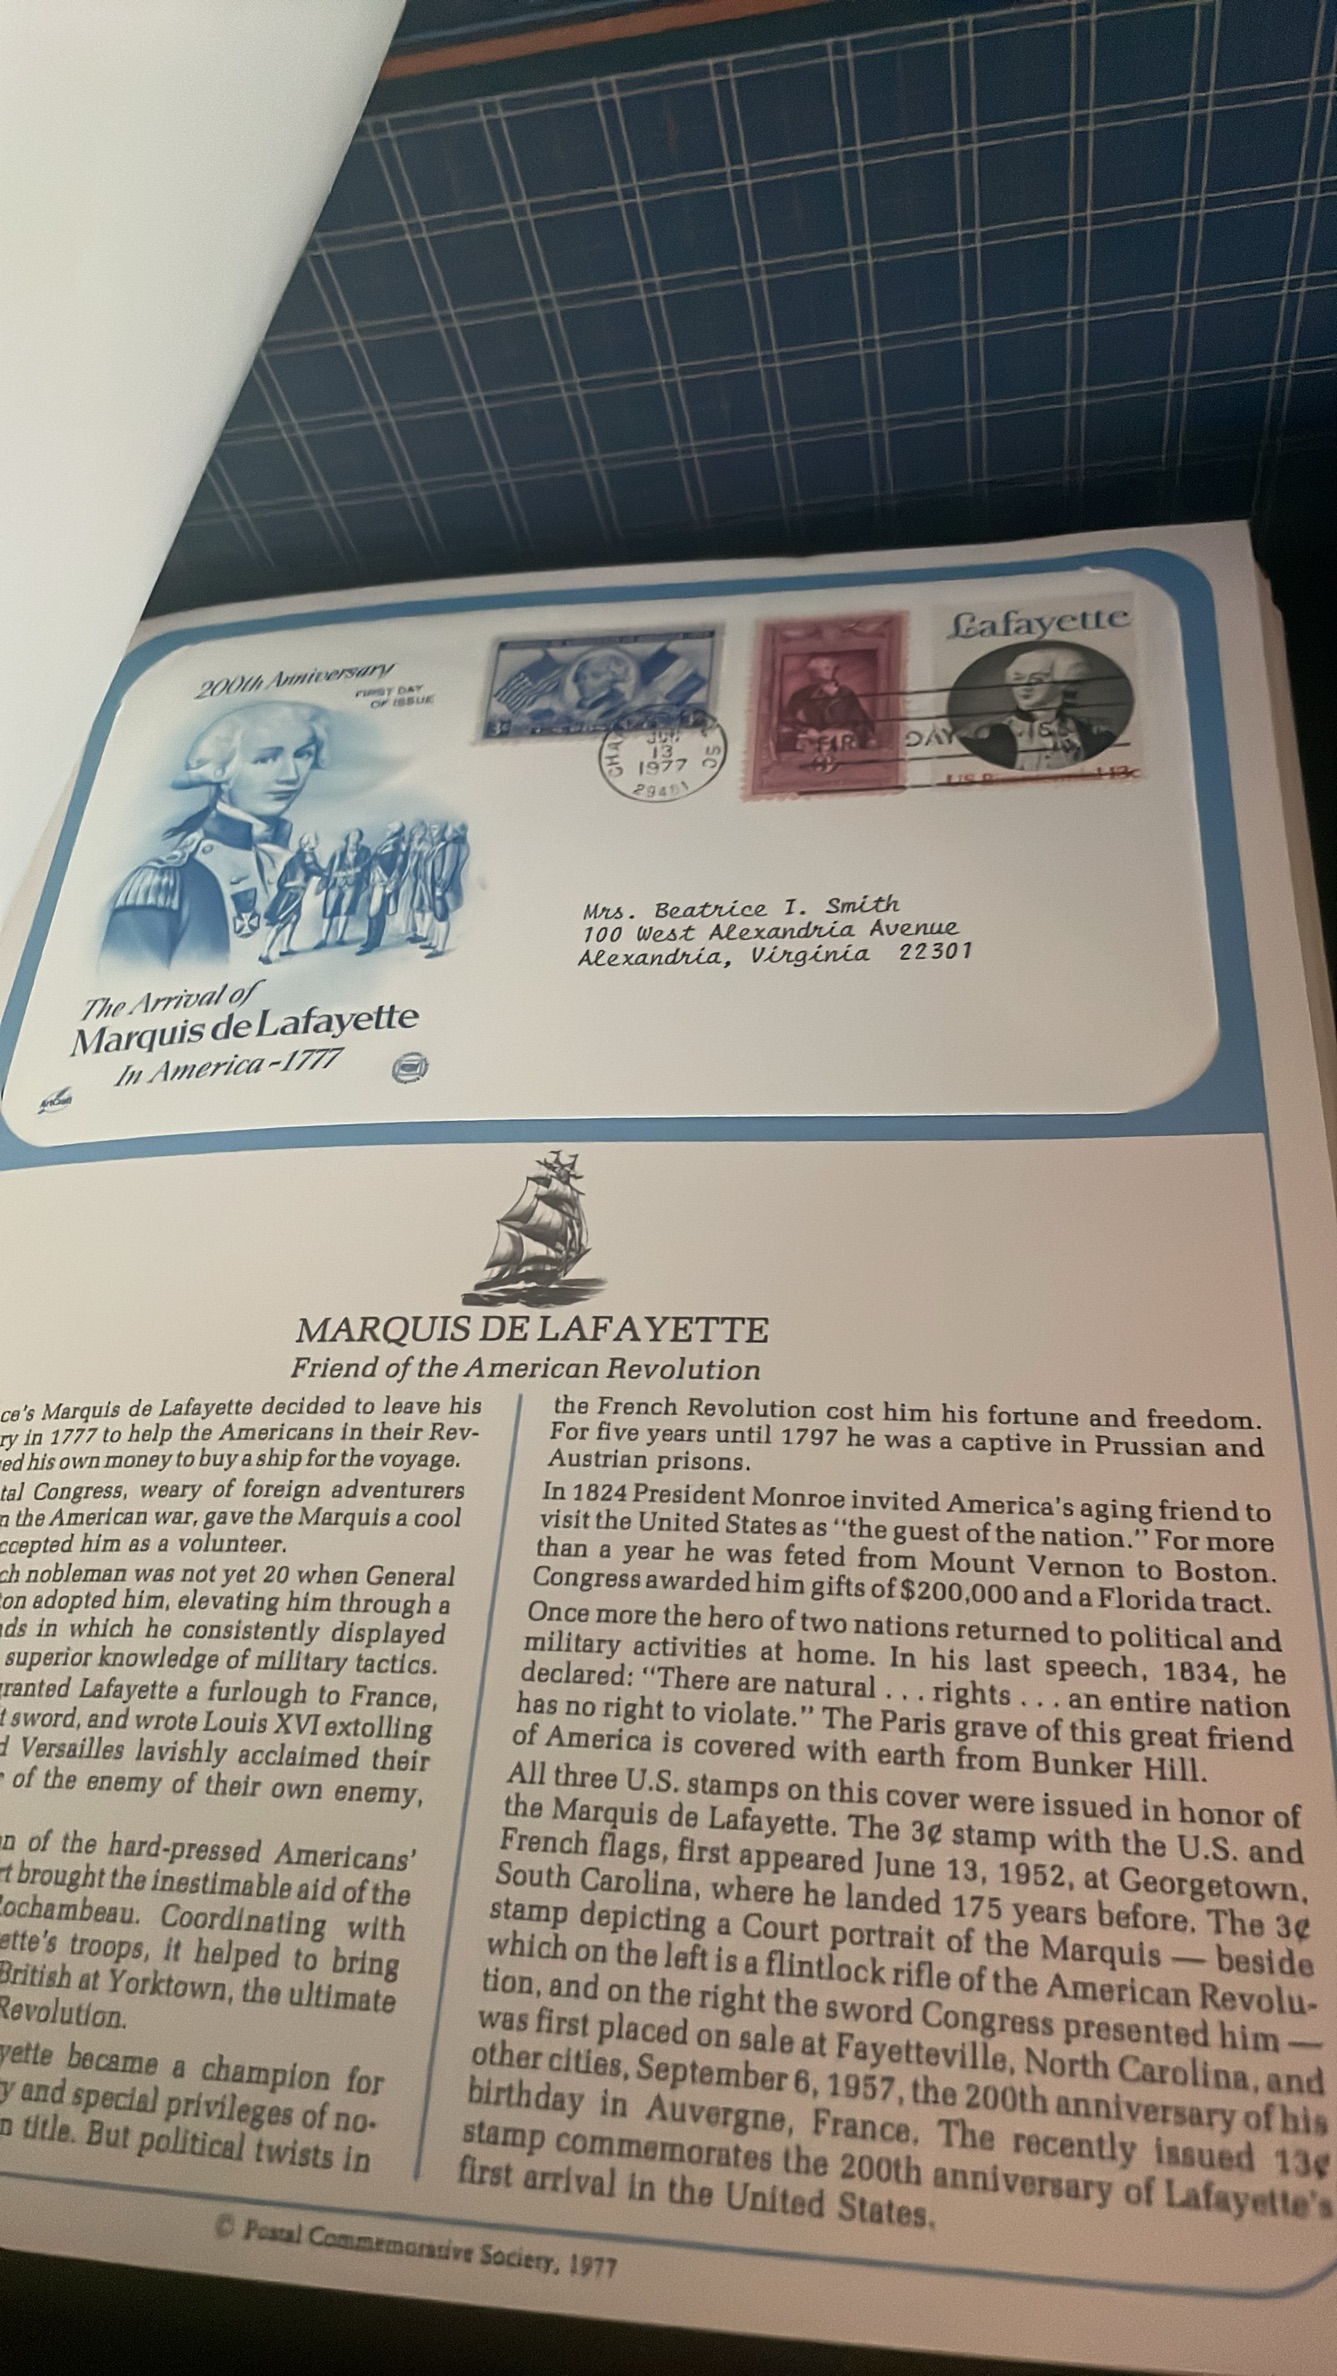 200th Anniversary
FIRST DAY
OF ISSUE
3¢
CHA SC
JUN
13
1977
29401
3¢
FIRST DAY OF ISSUE
Lafayette
US Bicentennial 13c
Mrs. Beatrice I. Smith
100 West Alexandria Avenue
Alexandria, Virginia 22301
The Arrival of
Marquis de Lafayette
In America-1777
ArtCraft
MARQUIS DE LAFAYETTE
Friend of the American Revolution
ce's Marquis de Lafayette decided to leave his
ry in 1777 to help the Americans in their Rev-
ed his own money to buy a ship for the voyage.
tal Congress, weary of foreign adventurers
n the American war, gave the Marquis a cool
ccepted him as a volunteer.
ch nobleman was not yet 20 when General
on adopted him, elevating him through a
ds in which he consistently displayed
superior knowledge of military tactics.
ranted Lafayette a furlough to France,
t sword, and wrote Louis XVI extolling
d Versailles lavishly acclaimed their
r of the enemy of their own enemy,
n of the hard-pressed Americans'
rt brought the inestimable aid of the
ochambeau. Coordinating with
ette's troops, it helped to bring
British at Yorktown, the ultimate
Revolution.
yette became a champion for
y and special privileges of no-
n title. But political twists in
the French Revolution cost him his fortune and freedom.
For five years until 1797 he was a captive in Prussian and
Austrian prisons.
In 1824 President Monroe invited America's aging friend to
visit the United States as "the guest of the nation." For more
than a year he was feted from Mount Vernon to Boston.
Congress awarded him gifts of $200,000 and a Florida tract.
Once more the hero of two nations returned to political and
military activities at home. In his last speech, 1834, he
declared: "There are natural . . . rights . . . an entire nation
has no right to violate." The Paris grave of this great friend
of America is covered with earth from Bunker Hill.
All three U.S. stamps on this cover were issued in honor of
the Marquis de Lafayette. The 3¢ stamp with the U.S. and
French flags, first appeared June 13, 1952, at Georgetown,
South Carolina, where he landed 175 years before. The 3¢
stamp depicting a Court portrait of the Marquis — beside
which on the left is a flintlock rifle of the American Revolu-
tion, and on the right the sword Congress presented him —
was first placed on sale at Fayetteville, North Carolina, and
other cities, September 6, 1957, the 200th anniversary of his
birthday in Auvergne, France. The recently issued 13¢
stamp commemorates the 200th anniversary of Lafayette's
first arrival in the United States.
© Postal Commemorative Society, 1977